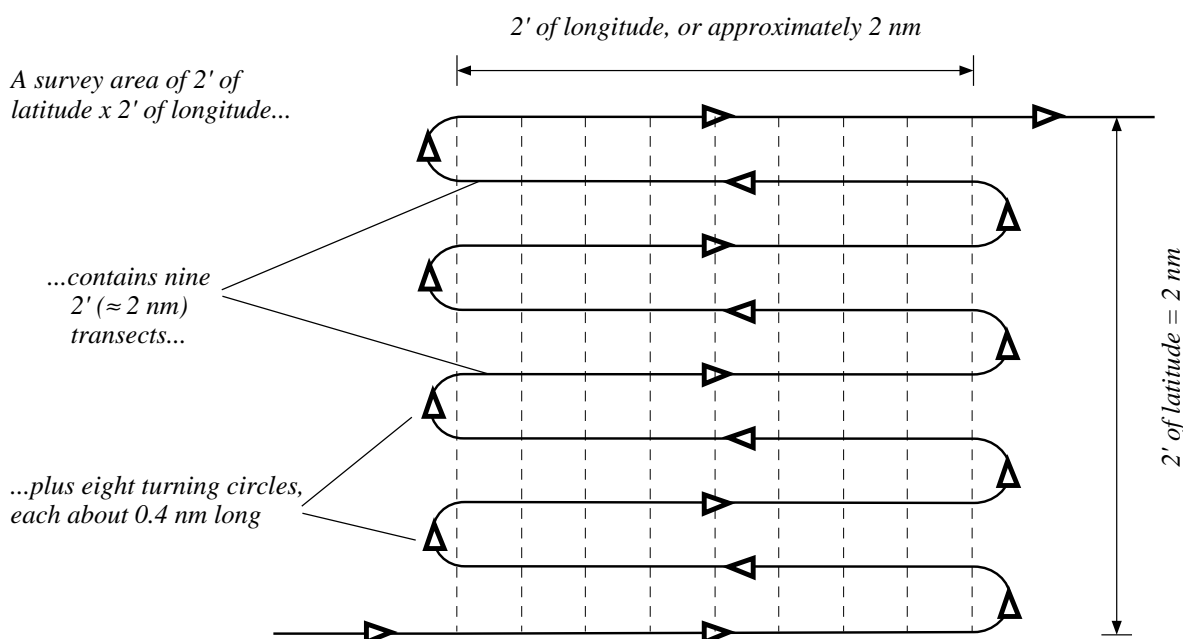 2' of longitude, or approximately 2 nm
A survey area of 2' of
latitude x 2' of longitude...
...contains nine
2' (≈ 2 nm)
transects...
...plus eight turning circles,
each about 0.4 nm long
2' of latitude = 2 nm